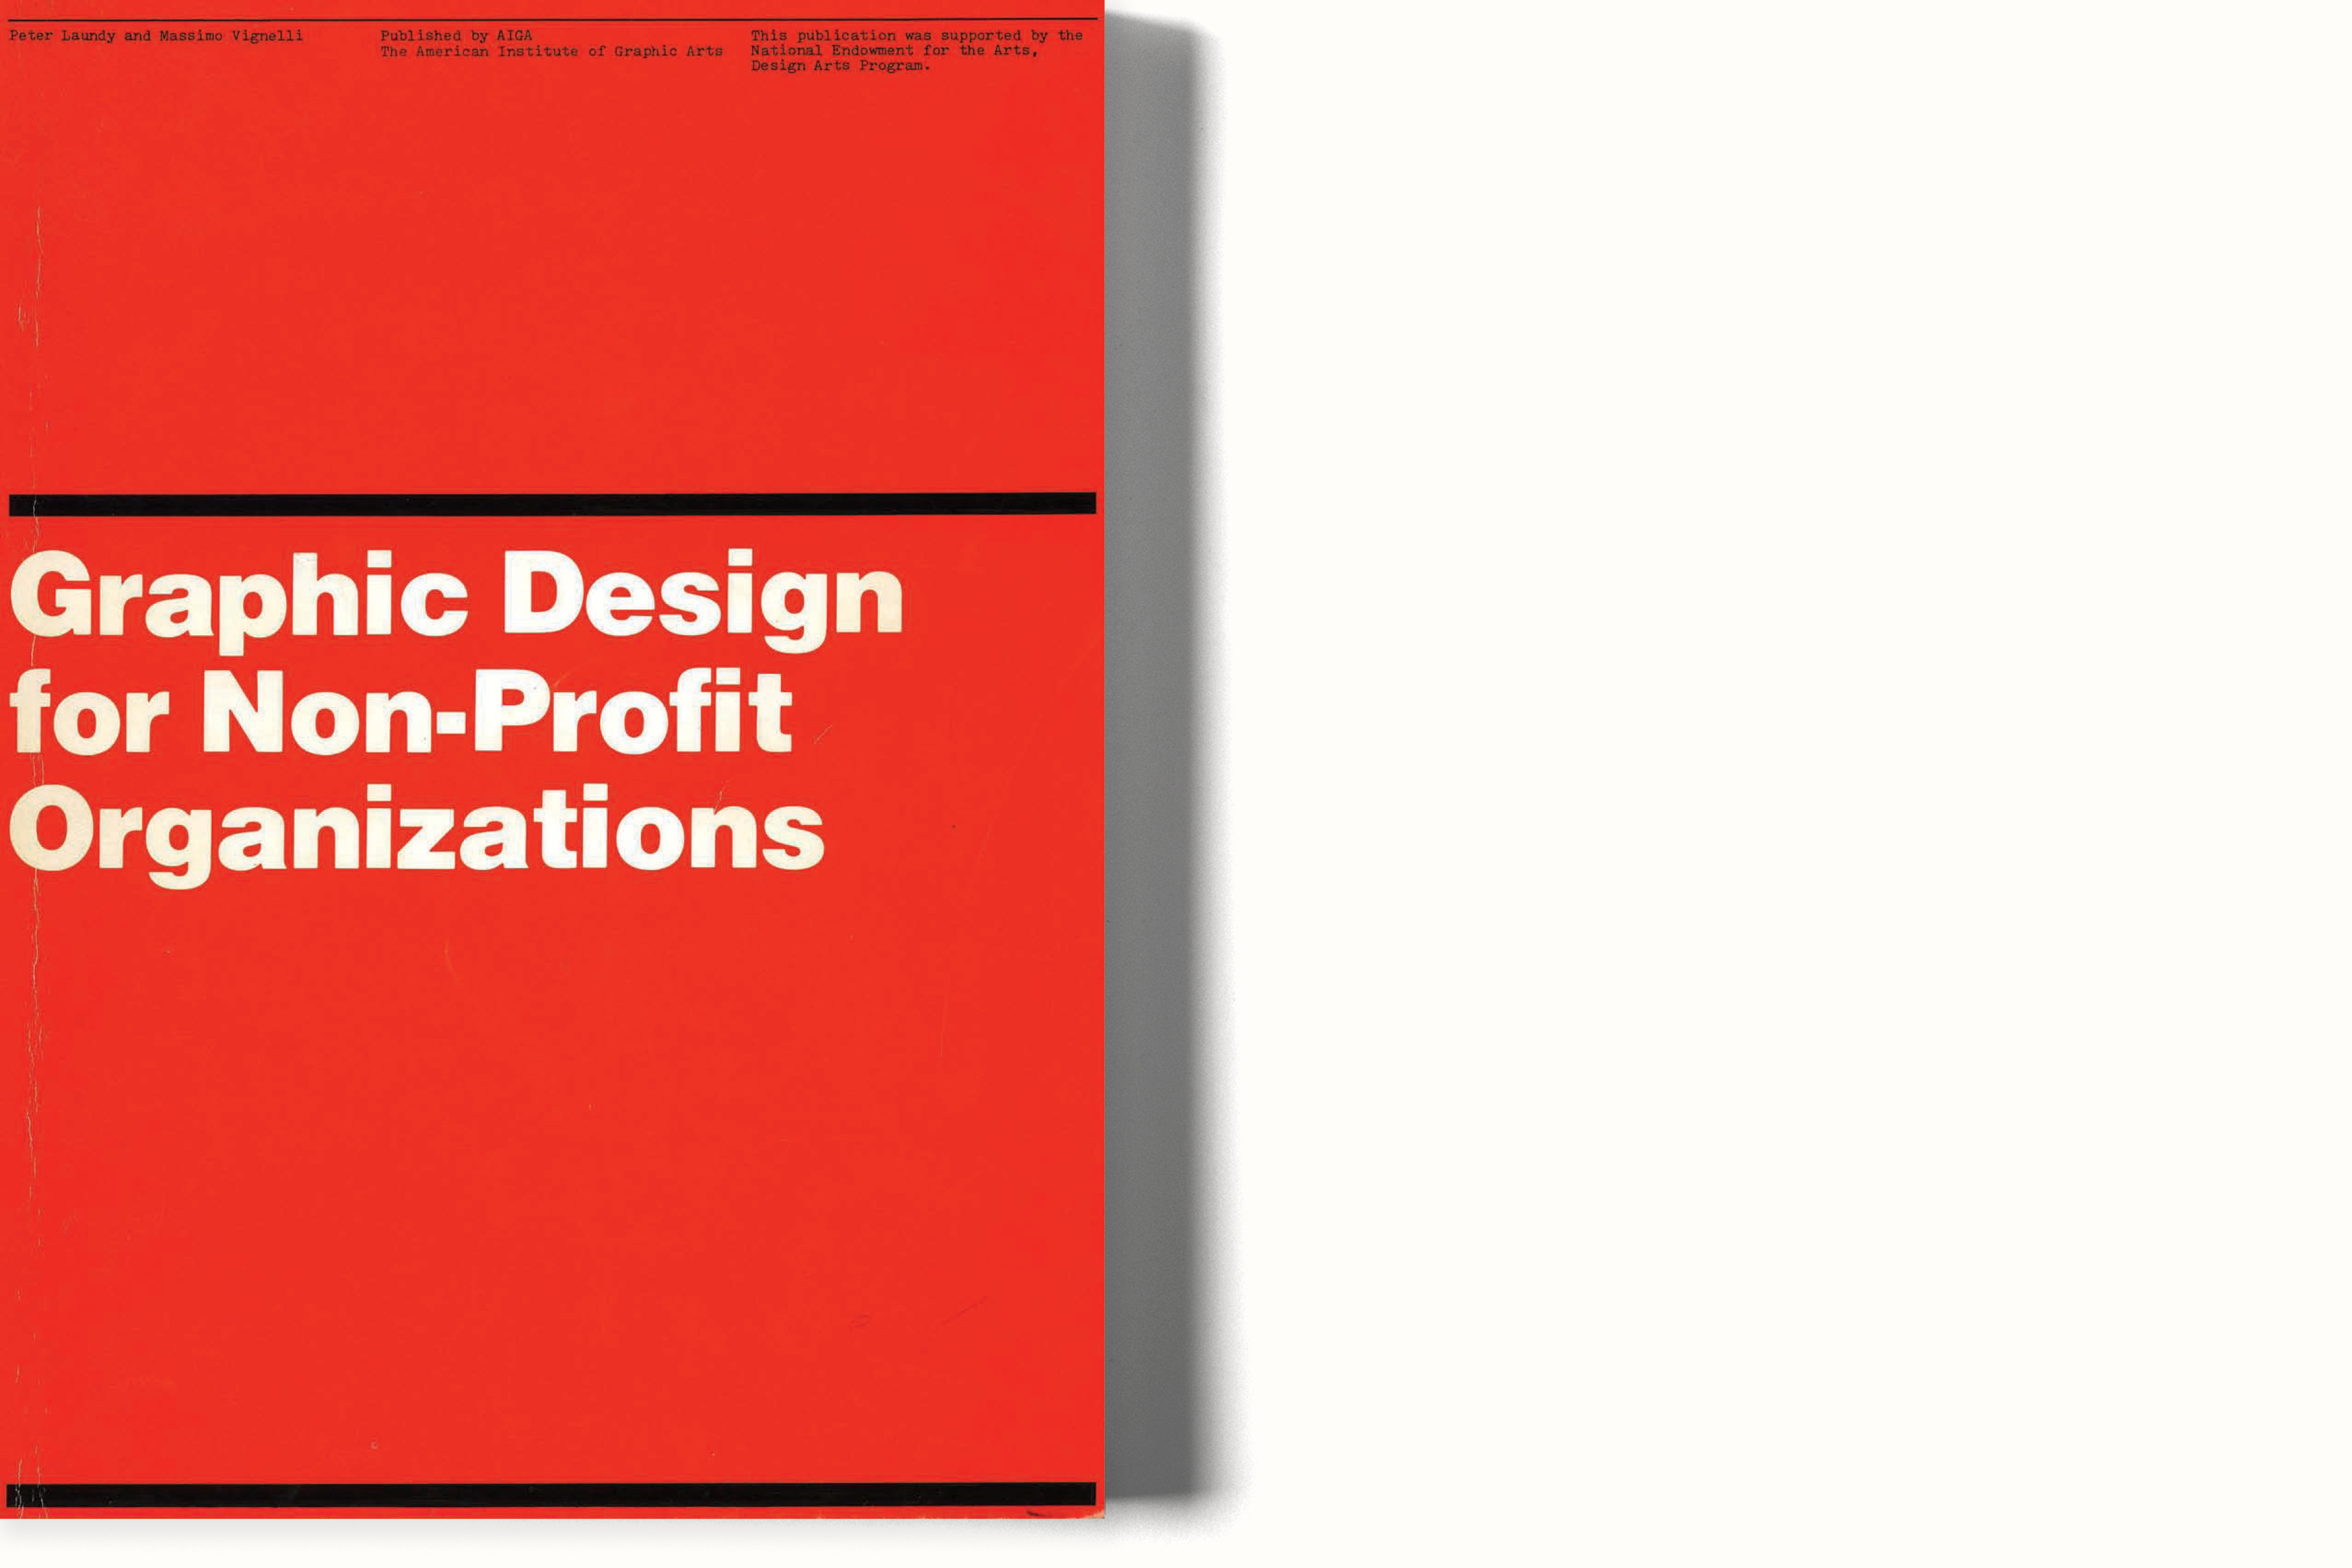 Peter Laundy and Massimo Vignelli
Published by AIGA
The American Institute of Graphic Arts
This publication was supported by the
National Endowment for the Arts,
Design Arts Program.
Graphic Design
for Non-Profit
Organizations